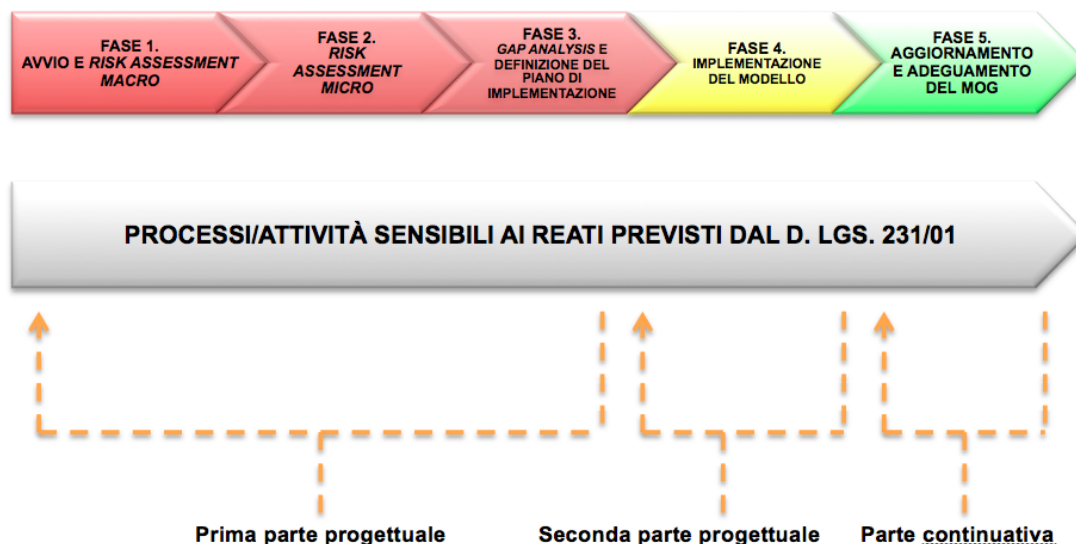 FASE 1.
AVVIO E RISK ASSESSMENT
MACRO
FASE 2.
RISK
ASSESSMENT
MICRO
FASE 3.
GAP ANALYSIS E
DEFINIZIONE DEL
PIANO DI
IMPLEMENTAZIONE
FASE 4.
IMPLEMENTAZIONE
DEL MODELLO
FASE 5.
AGGIORNAMENTO
E ADEGUAMENTO
DEL MOG
PROCESSI/ATTIVITÀ SENSIBILI AI REATI PREVISTI DAL D. LGS. 231/01
Prima parte progettuale
Seconda parte progettuale
Parte continuativa